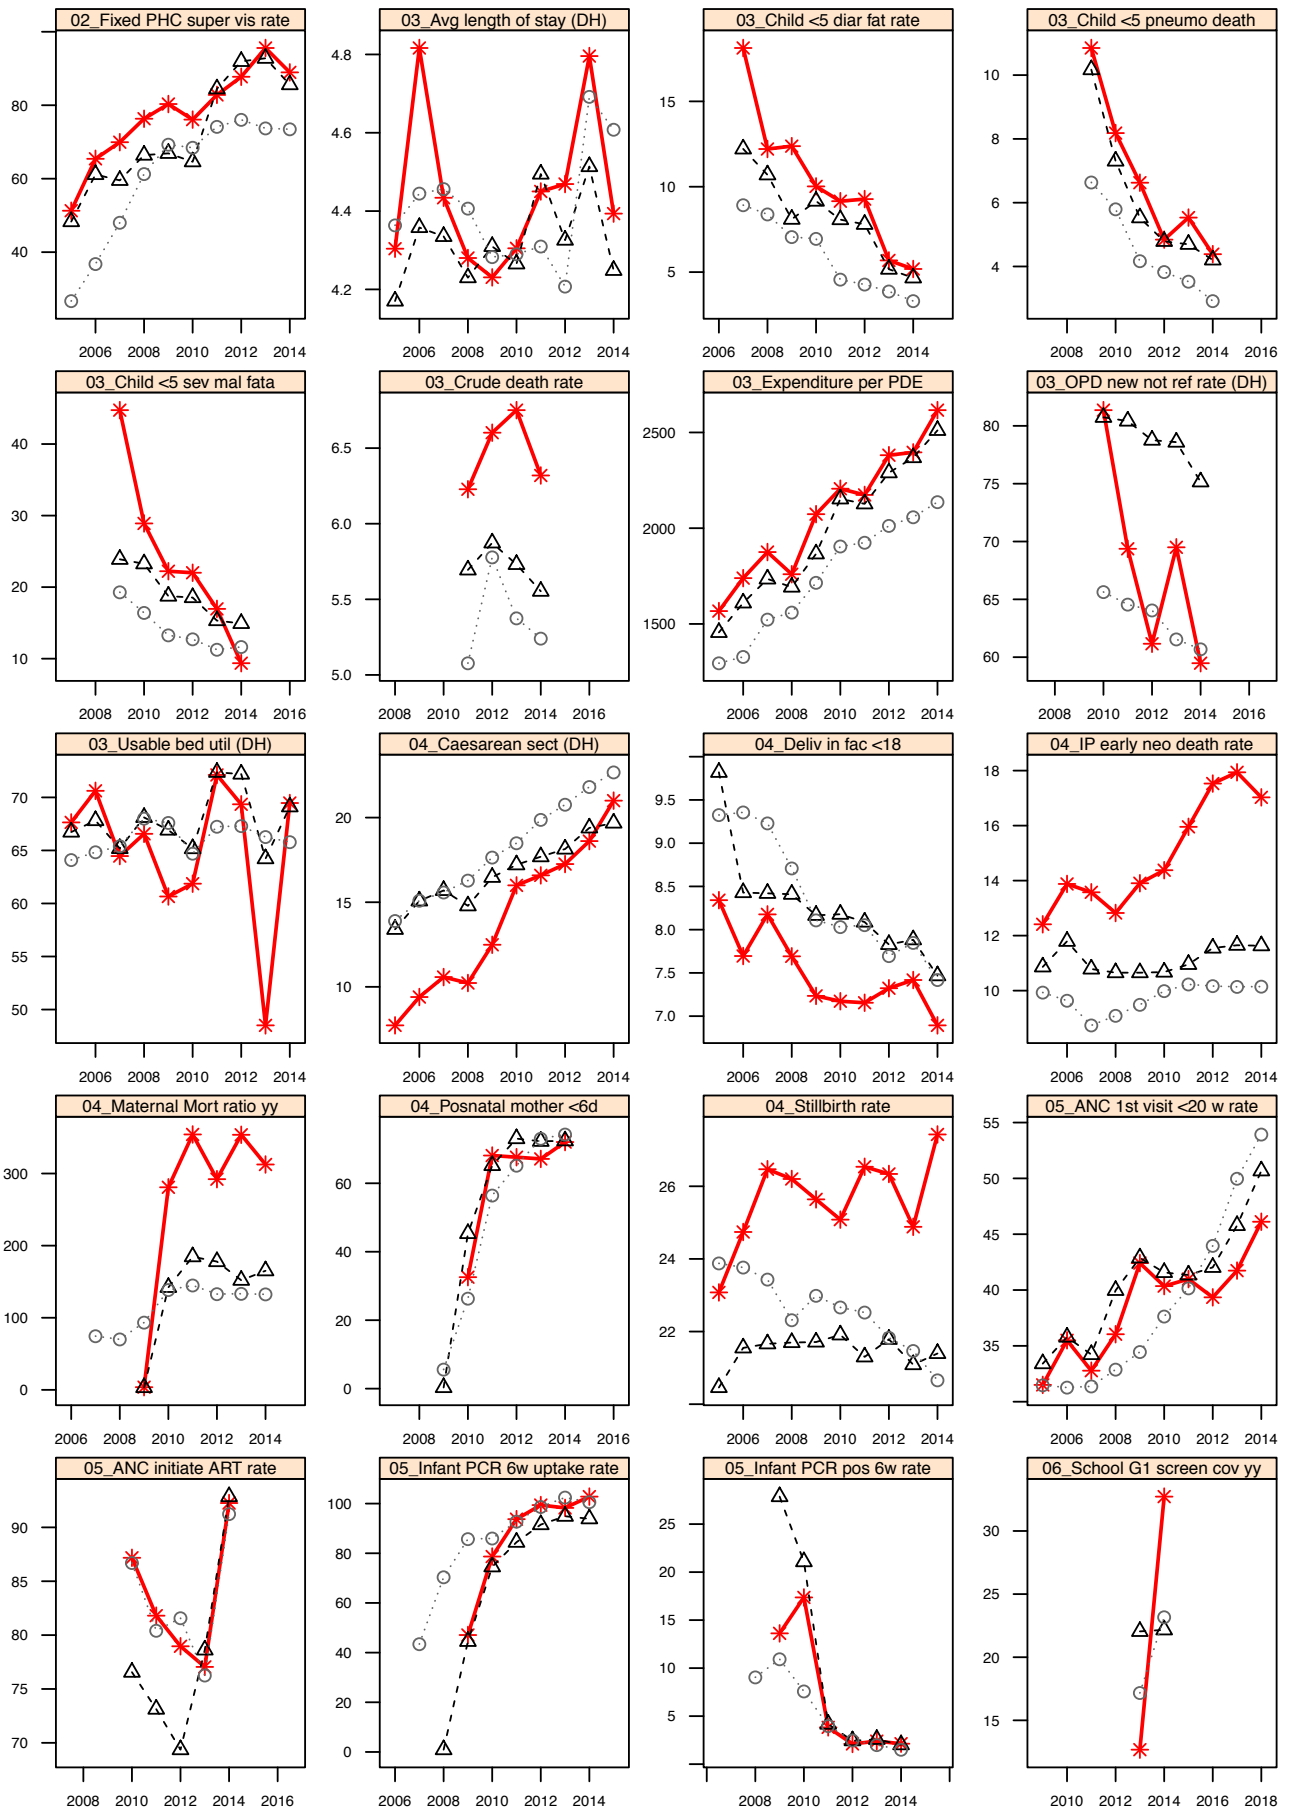 02_Fixed PHC super vis rate
03_Avg length of stay (DH)
03_Child <5 diar fat rate
03_Child <5 pneumo death
80
60
40
4.8
4.6
4.4
4.2
15
10
5
10
8
6
4
2006 2008 2010 2012 2014
2006 2008 2010 2012 2014
2006 2008 2010 2012 2014
2008 2010 2012 2014 2016
03_Child <5 sev mal fata
03_Crude death rate
03_Expenditure per PDE
03_OPD new not ref rate (DH)
40
30
20
10
6.5
6.0
5.5
5.0
2500
2000
1500
80
75
70
65
60
2008 2010 2012 2014 2016
2008 2010 2012 2014 2016
2006 2008 2010 2012 2014
2008 2010 2012 2014 2016
03_Usable bed util (DH)
04_Caesarean sect (DH)
04_Deliv in fac <18
04_IP early neo death rate
70
65
60
55
50
20
15
10
9.5
9.0
8.5
8.0
7.5
7.0
18
16
14
12
10
2006 2008 2010 2012 2014
2006 2008 2010 2012 2014
2006 2008 2010 2012 2014
2006 2008 2010 2012 2014
04_Maternal Mort ratio yy
04_Posnatal mother <6d
04_Stillbirth rate
05_ANC 1st visit <20 w rate
300
200
100
0
60
40
20
0
26
24
22
55
50
45
40
35
2006 2008 2010 2012 2014
2008 2010 2012 2014 2016
2006 2008 2010 2012 2014
2006 2008 2010 2012 2014
05_ANC initiate ART rate
05_Infant PCR 6w uptake rate
05_Infant PCR pos 6w rate
06_School G1 screen cov yy
90
85
80
75
70
100
80
60
40
20
0
25
20
15
10
5
30
25
20
15
2008 2010 2012 2014 2016
2006 2008 2010 2012 2014
2008 2010 2012 2014
2010 2012 2014 2016 2018